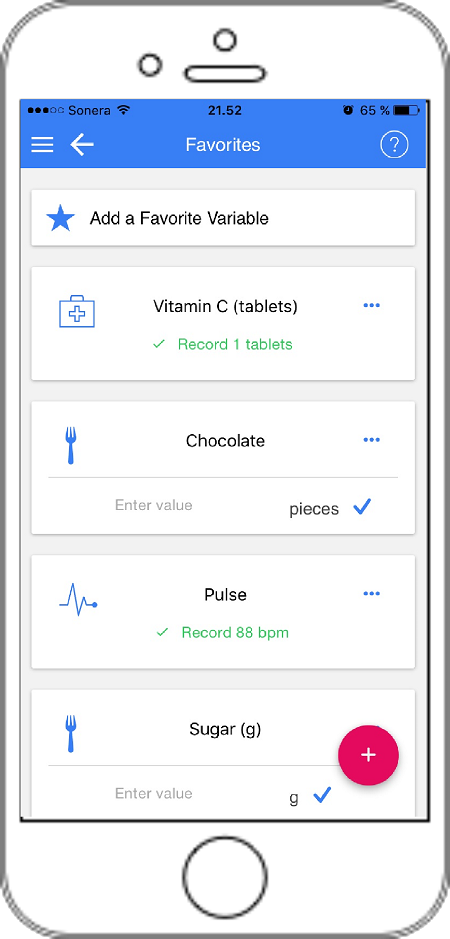 Sonera 21.52 65 %
Favorites ?
Add a Favorite Variable
Vitamin C (tablets)
Record 1 tablets
Chocolate
Enter value pieces
Pulse
Record 88 bpm
Sugar (g)
+
Enter value g